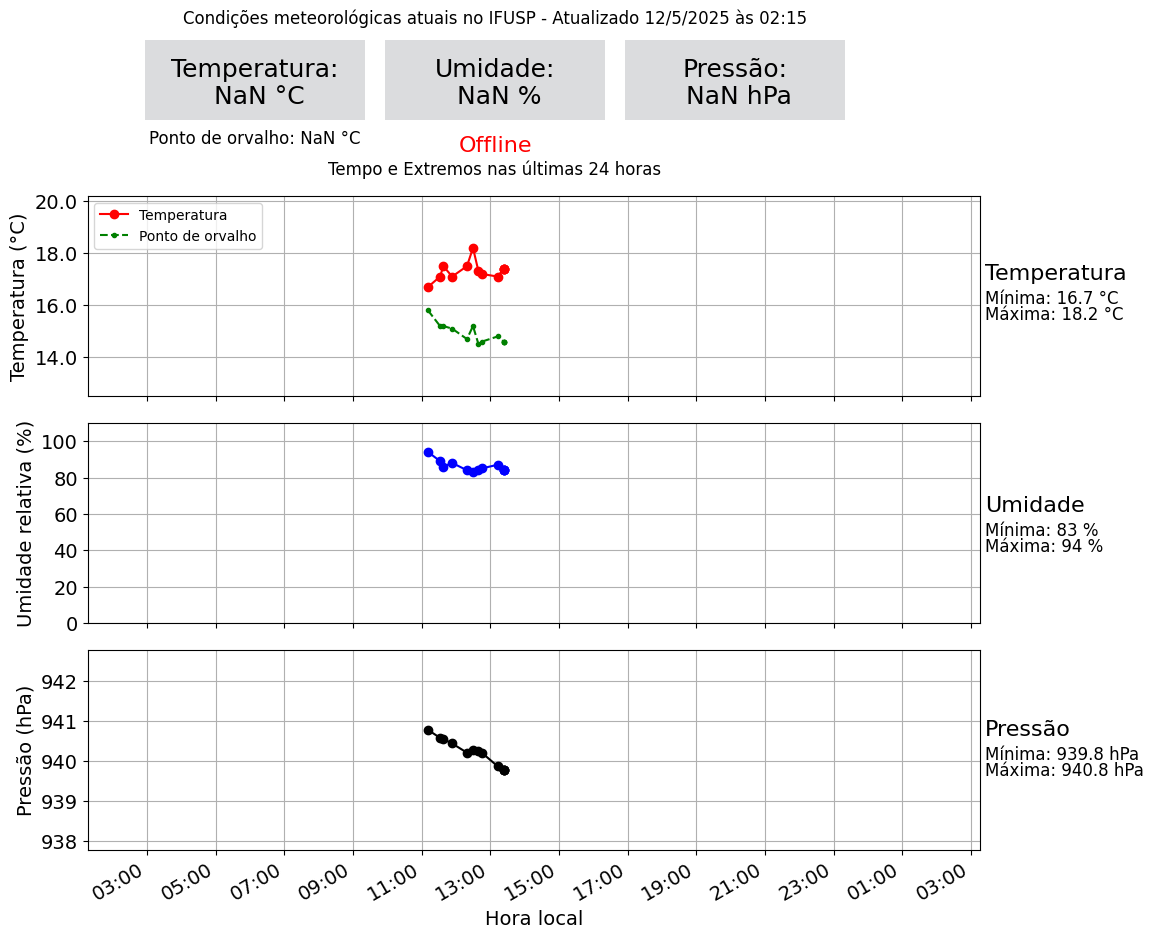 Condições meteorológicas atuais no IFUSP - Atualizado 12/5/2025 às 02:15
Temperatura:
NaN °C
Umidade:
NaN %
Pressão:
NaN hPa
Ponto de orvalho: NaN °C
Offline
Tempo e Extremos nas últimas 24 horas
Temperatura (°C)
20.0
18.0
16.0
14.0
Temperatura
Ponto de orvalho
Temperatura
Mínima: 16.7 °C
Máxima: 18.2 °C
Umidade relativa (%)
100
80
60
40
20
0
Umidade
Mínima: 83 %
Máxima: 94 %
Pressão (hPa)
942
941
940
939
938
Pressão
Mínima: 939.8 hPa
Máxima: 940.8 hPa
03:00 05:00 07:00 09:00 11:00 13:00 15:00 17:00 19:00 21:00 23:00 01:00 03:00
Hora local